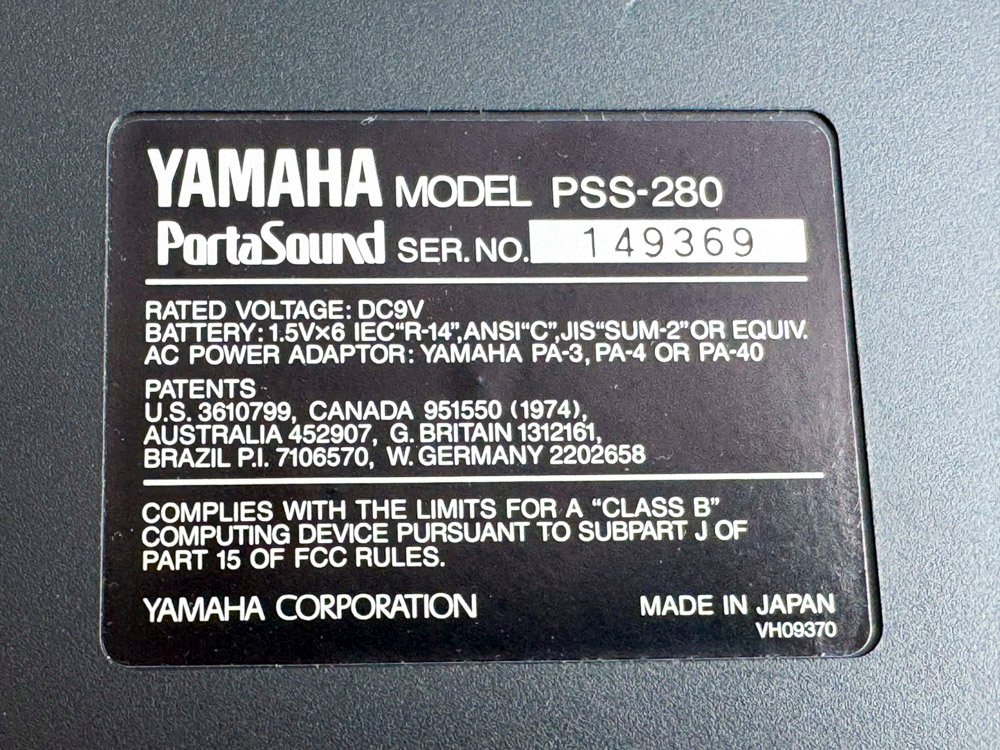 YAMAHA MODEL PSS-280
PortaSound SER. NO. 149369
RATED VOLTAGE: DC9V
BATTERY: 1.5V×6 IEC“R-14”, ANSI“C”, JIS“SUM-2” OR EQUIV.
AC POWER ADAPTOR: YAMAHA PA-3, PA-4 OR PA-40
PATENTS
U.S. 3610799, CANADA 951550 (1974),
AUSTRALIA 452907, G. BRITAIN 1312161,
BRAZIL P.I. 7106570, W. GERMANY 2202658
COMPLIES WITH THE LIMITS FOR A “CLASS B”
COMPUTING DEVICE PURSUANT TO SUBPART J OF
PART 15 OF FCC RULES.
YAMAHA CORPORATION MADE IN JAPAN
VH09370